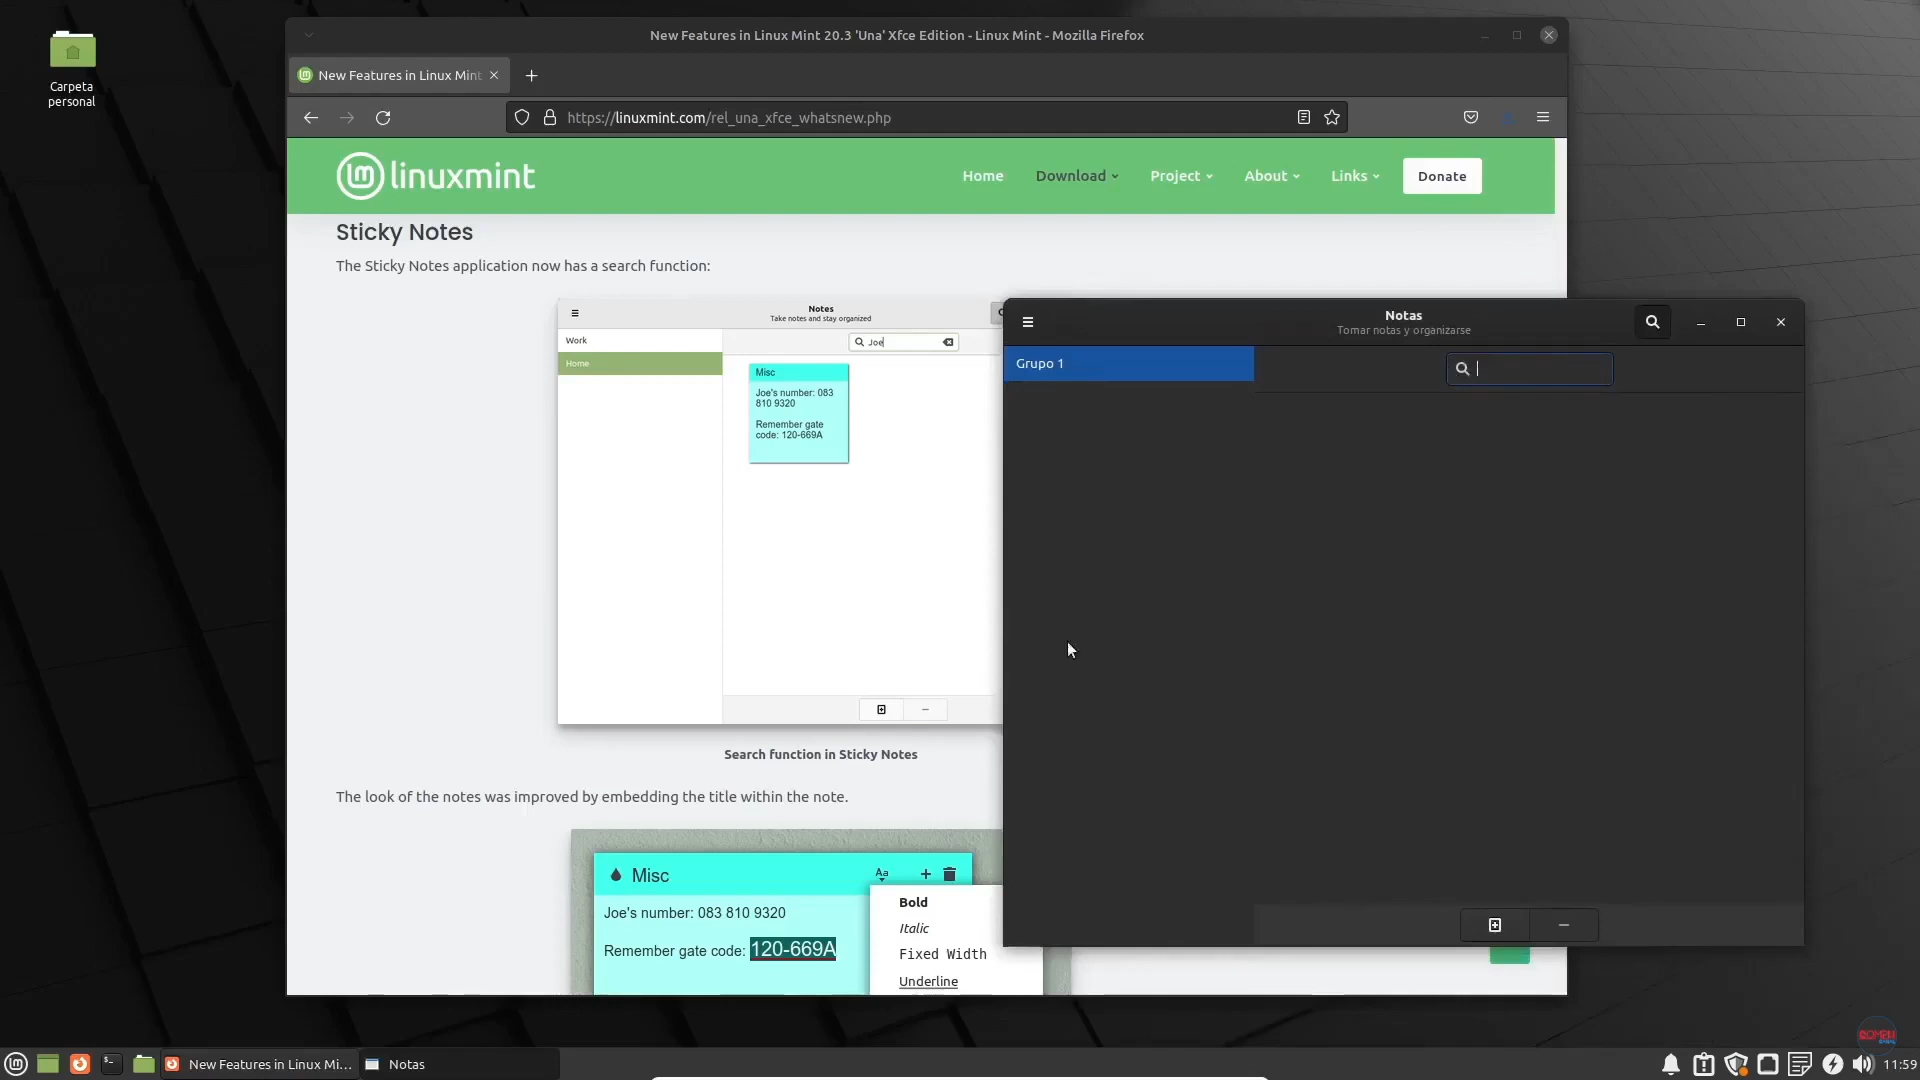 Carpeta
personal
New Features in Linux Mint 20.3 'Una' Xfce Edition - Linux Mint - Mozilla Firefox
New Features in Linux Mint
https://linuxmint.com/rel_una_xfce_whatsnew.php
linuxmint
Home
Download
Project
About
Links
Donate
Sticky Notes
The Sticky Notes application now has a search function:
Notes
Take notes and stay organized
Work
Home
Joe
Misc
Joe's number: 083
810 9320
Remember gate
code: 120-669A
Search function in Sticky Notes
The look of the notes was improved by embedding the title within the note.
Misc
Aa
Joe's number: 083 810 9320
Remember gate code: 120-669A
Bold
Italic
Fixed Width
Underline
Notas
Tomar notas y organizarse
Grupo 1
New Features in Linux Mi...
Notas
11:59